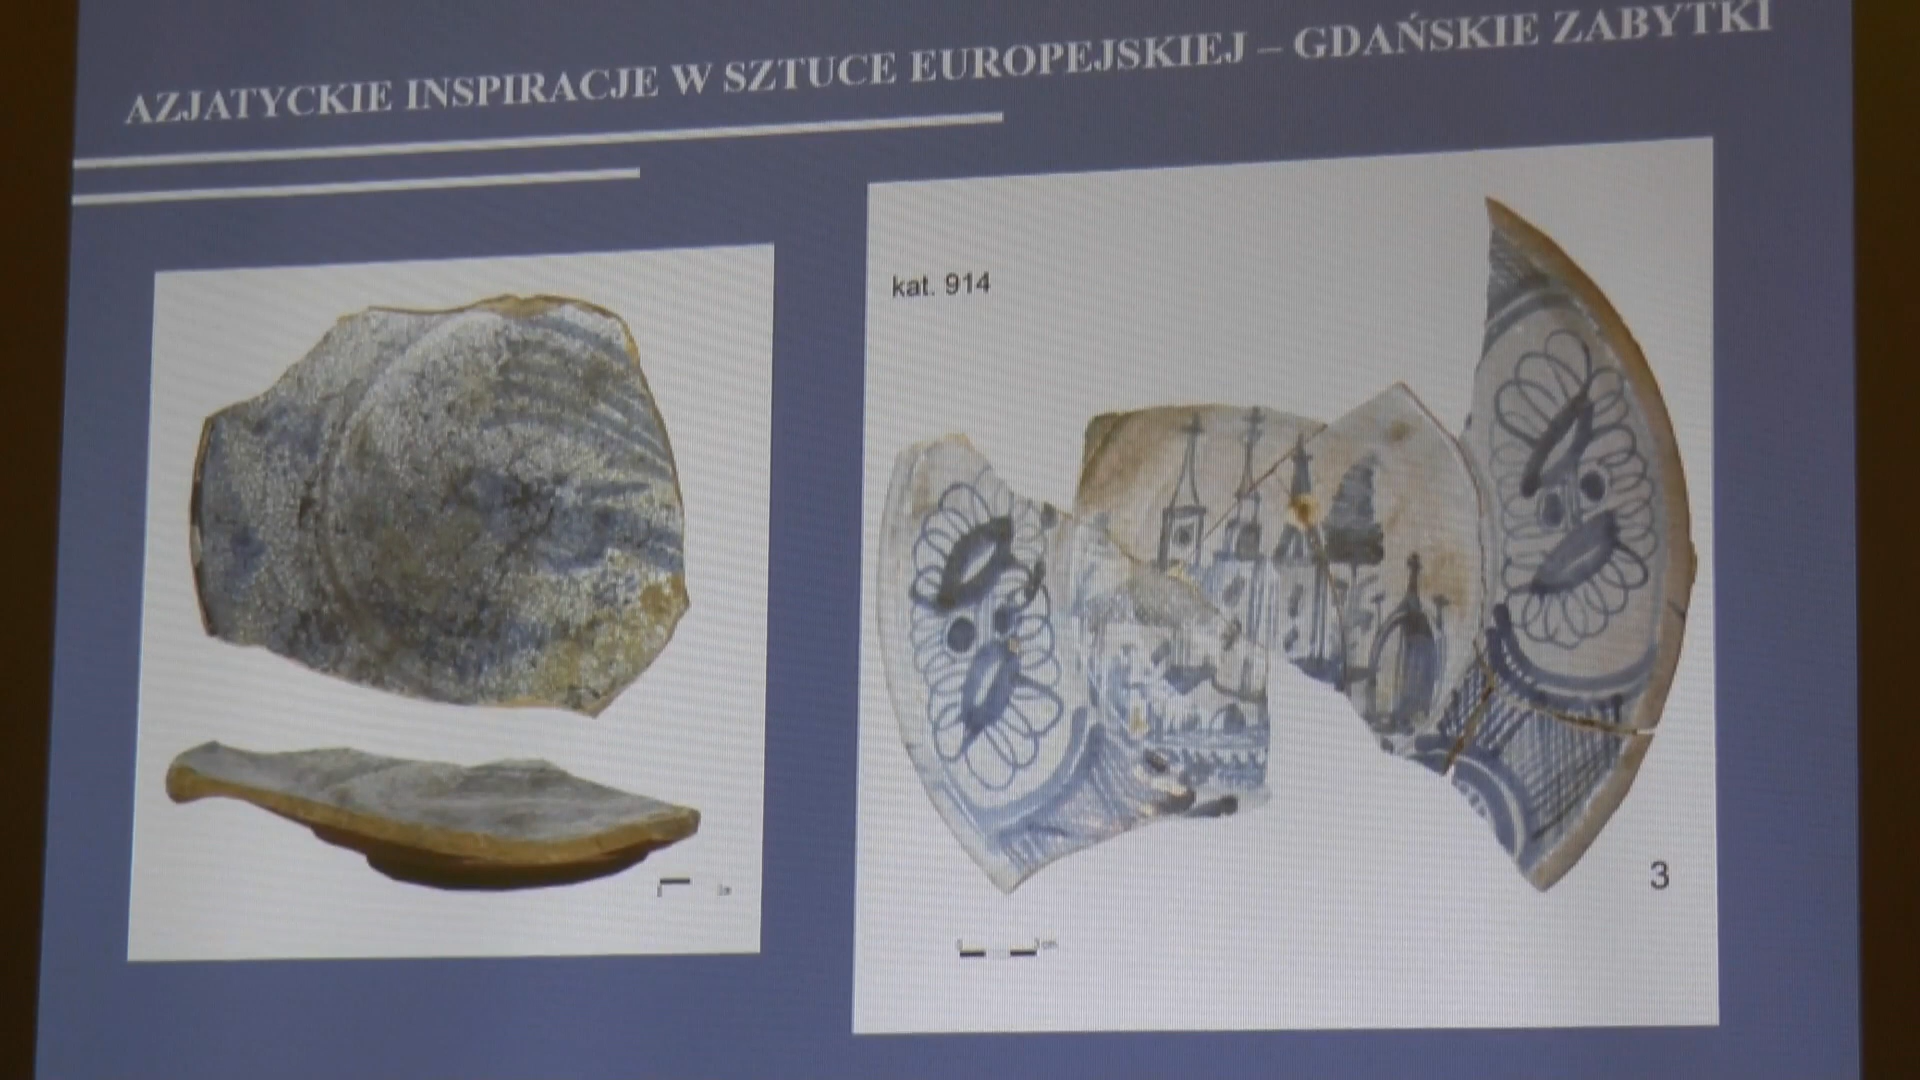 AZJATYCKIE INSPIRACJE W SZTUCE EUROPEJSKIEJ – GDAŃSKIE ZABYTKI
kat. 914
3